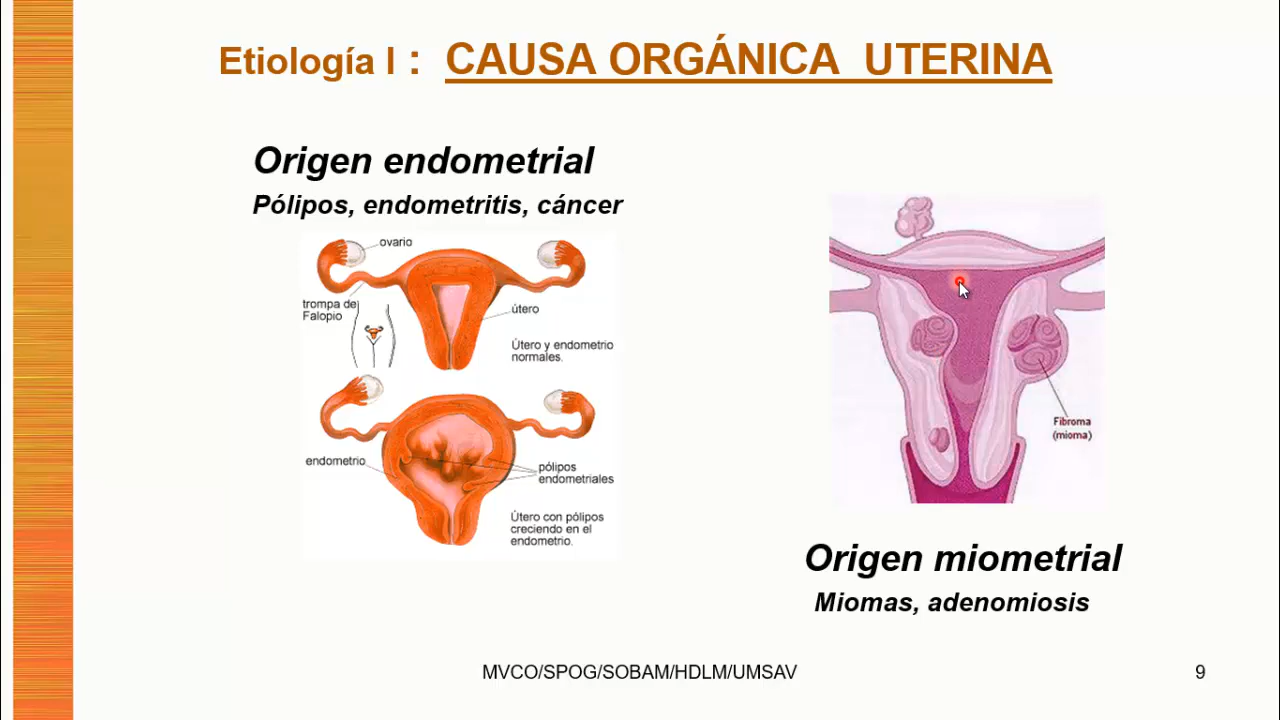 Etiología I : CAUSA ORGÁNICA UTERINA
Origen endometrial
Pólipos, endometritis, cáncer
ovario
trompa de
Falopio
útero
Útero y endometrio
normales.
endometrio
pólipos
endometriales
Útero con pólipos
creciendo en el
endometrio.
Fibroma
(mioma)
Origen miometrial
Miomas, adenomiosis
MVCO/SPOG/SOBAM/HDLM/UMSAV
9